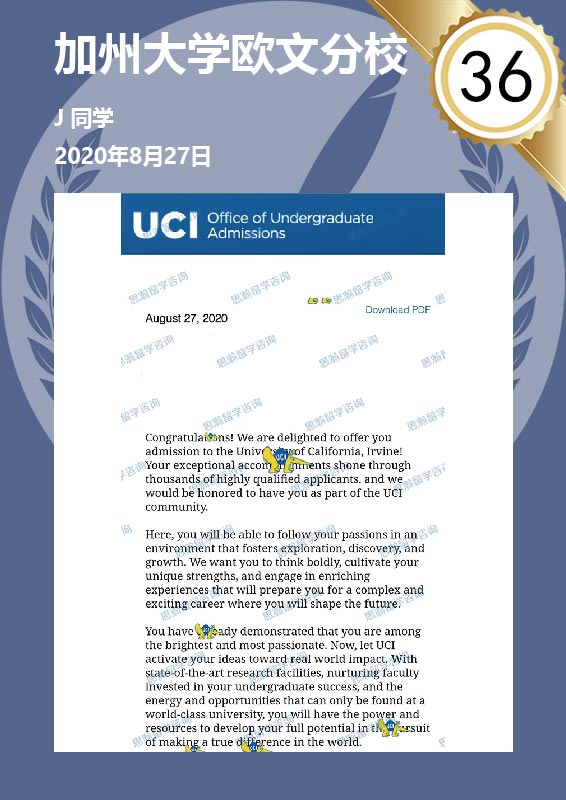 加州大学欧文分校
36
J 同学
2020年8月27日
UCI Office of Undergraduate
Admissions
Download PDF
August 27, 2020
思瀚留学咨询
Congratulations! We are delighted to offer you
admission to the University of California, Irvine!
Your exceptional accomplishments shone through
thousands of highly qualified applicants, and we
would be honored to have you as part of the UCI
community.
Here, you will be able to follow your passions in an
environment that fosters exploration, discovery, and
growth. We want you to think boldly, cultivate your
unique strengths, and engage in enriching
experiences that will prepare you for a complex and
exciting career where you will shape the future.
You have already demonstrated that you are among
the brightest and most passionate. Now, let UCI
activate your ideas toward real world impact. With
state-of-the-art research facilities, nurturing faculty
invested in your undergraduate success, and the
energy and opportunities that can only be found at a
world-class university, you will have the power and
resources to develop your full potential in the pursuit
of making a true difference in the world.